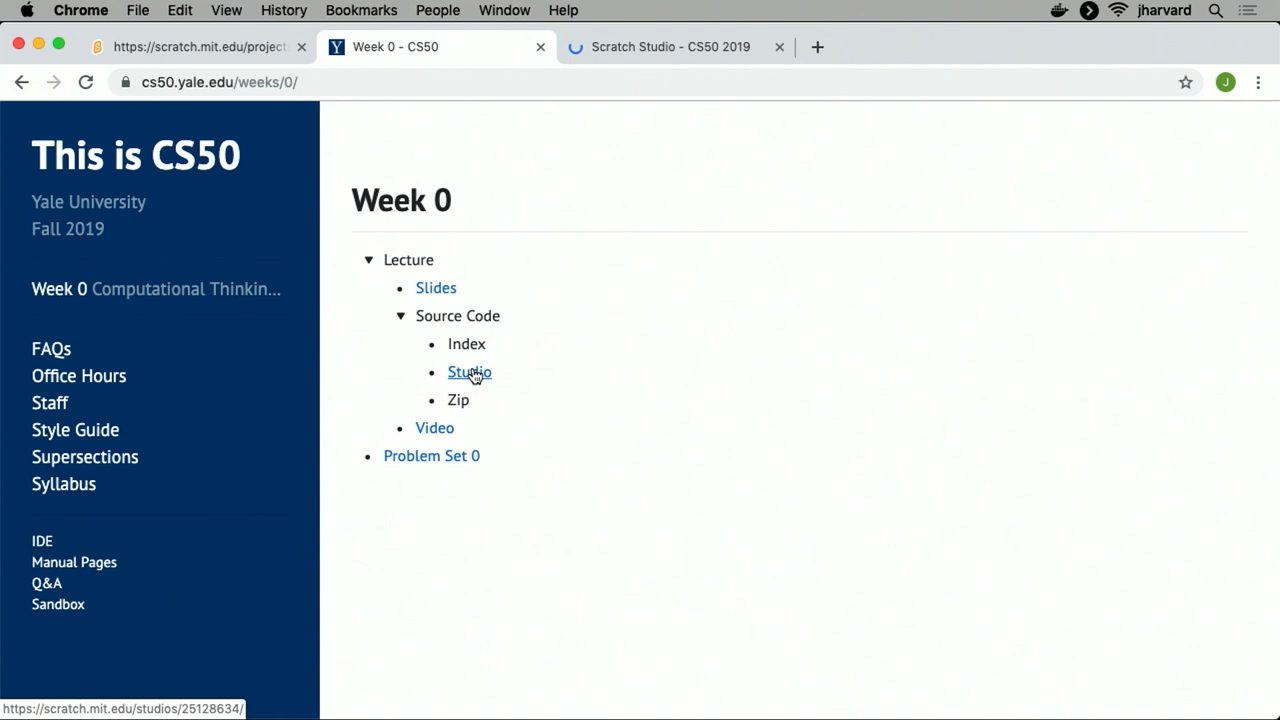 Chrome File Edit View History Bookmarks People Window Help jharvard
https://scratch.mit.edu/project
Week 0 - CS50
Scratch Studio - CS50 2019
cs50.yale.edu/weeks/0/
J
This is CS50
Yale University
Fall 2019
Week 0 Computational Thinkin...
FAQs
Office Hours
Staff
Style Guide
Supersections
Syllabus
IDE
Manual Pages
Q&A
Sandbox
Week 0
Lecture
Slides
Source Code
Index
Studio
Zip
Video
Problem Set 0
https://scratch.mit.edu/studios/25128634/